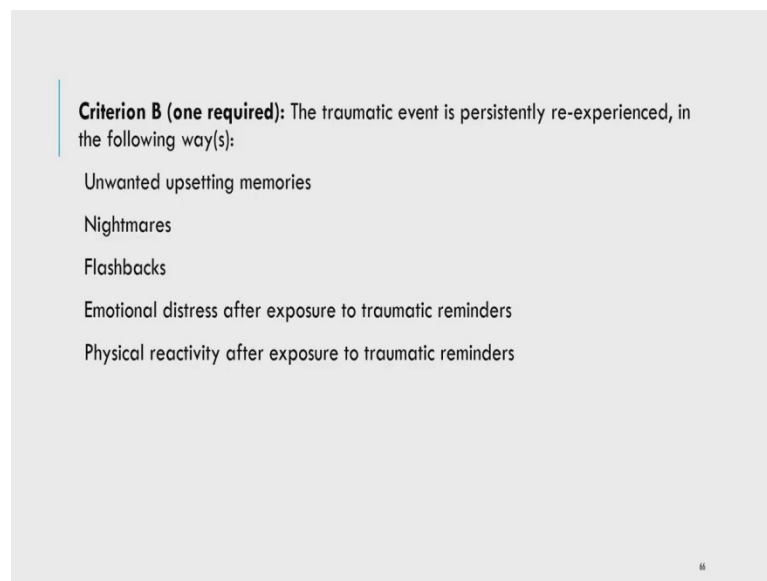 Criterion B (one required): The traumatic event is persistently re-experienced, in
the following way(s):
Unwanted upsetting memories
Nightmares
Flashbacks
Emotional distress after exposure to traumatic reminders
Physical reactivity after exposure to traumatic reminders
66